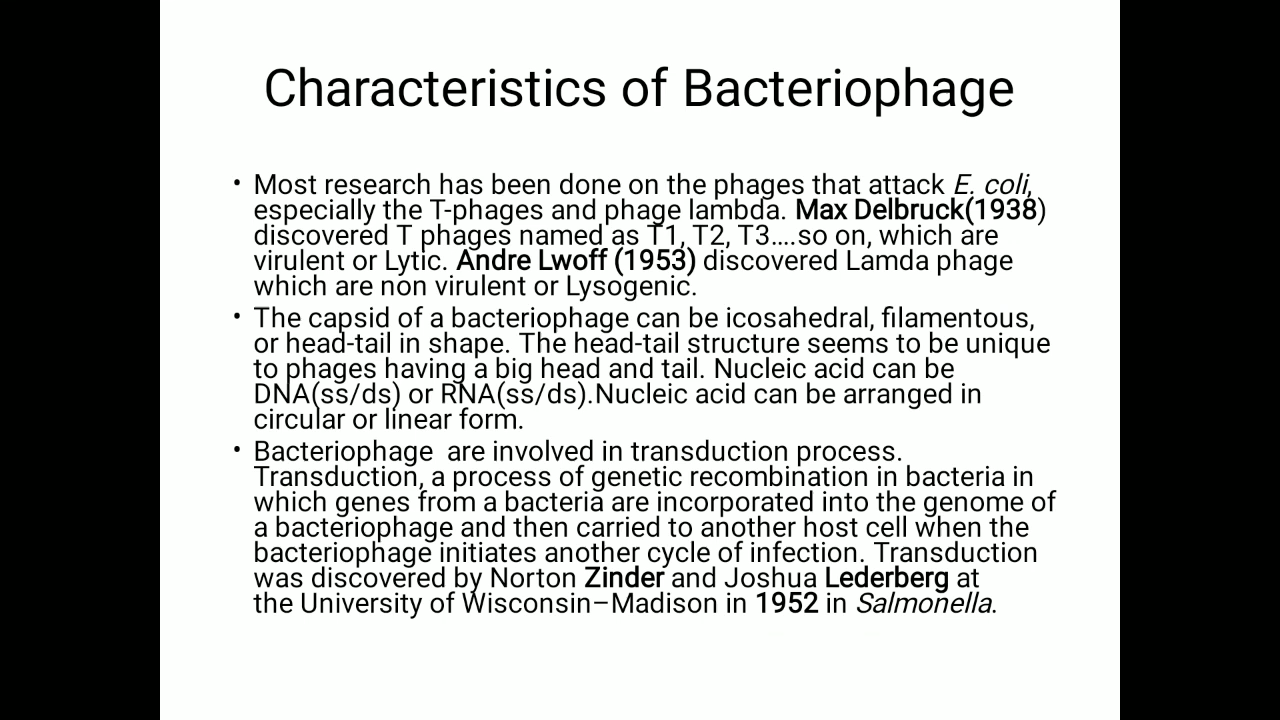 Characteristics of Bacteriophage
• Most research has been done on the phages that attack E. coli,
especially the T-phages and phage lambda. Max Delbruck(1938)
discovered T phages named as T1, T2, T3....so on, which are
virulent or Lytic. Andre Lwoff (1953) discovered Lamda phage
which are non virulent or Lysogenic.
• The capsid of a bacteriophage can be icosahedral, filamentous,
or head-tail in shape. The head-tail structure seems to be unique
to phages having a big head and tail. Nucleic acid can be
DNA(ss/ds) or RNA(ss/ds).Nucleic acid can be arranged in
circular or linear form.
• Bacteriophage  are involved in transduction process.
Transduction, a process of genetic recombination in bacteria in
which genes from a bacteria are incorporated into the genome of
a bacteriophage and then carried to another host cell when the
bacteriophage initiates another cycle of infection. Transduction
was discovered by Norton Zinder and Joshua Lederberg at
the University of Wisconsin–Madison in 1952 in Salmonella.